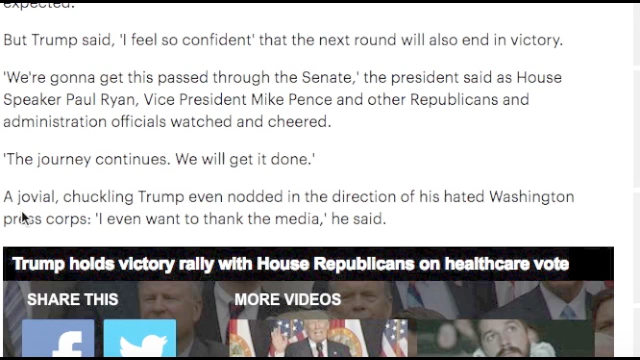 expected.
But Trump said, 'I feel so confident' that the next round will also end in victory.
'We're gonna get this passed through the Senate,' the president said as House
Speaker Paul Ryan, Vice President Mike Pence and other Republicans and
administration officials watched and cheered.
'The journey continues. We will get it done.'
A jovial, chuckling Trump even nodded in the direction of his hated Washington
press corps: 'I even want to thank the media,' he said.
Trump holds victory rally with House Republicans on healthcare vote
SHARE THIS MORE VIDEOS